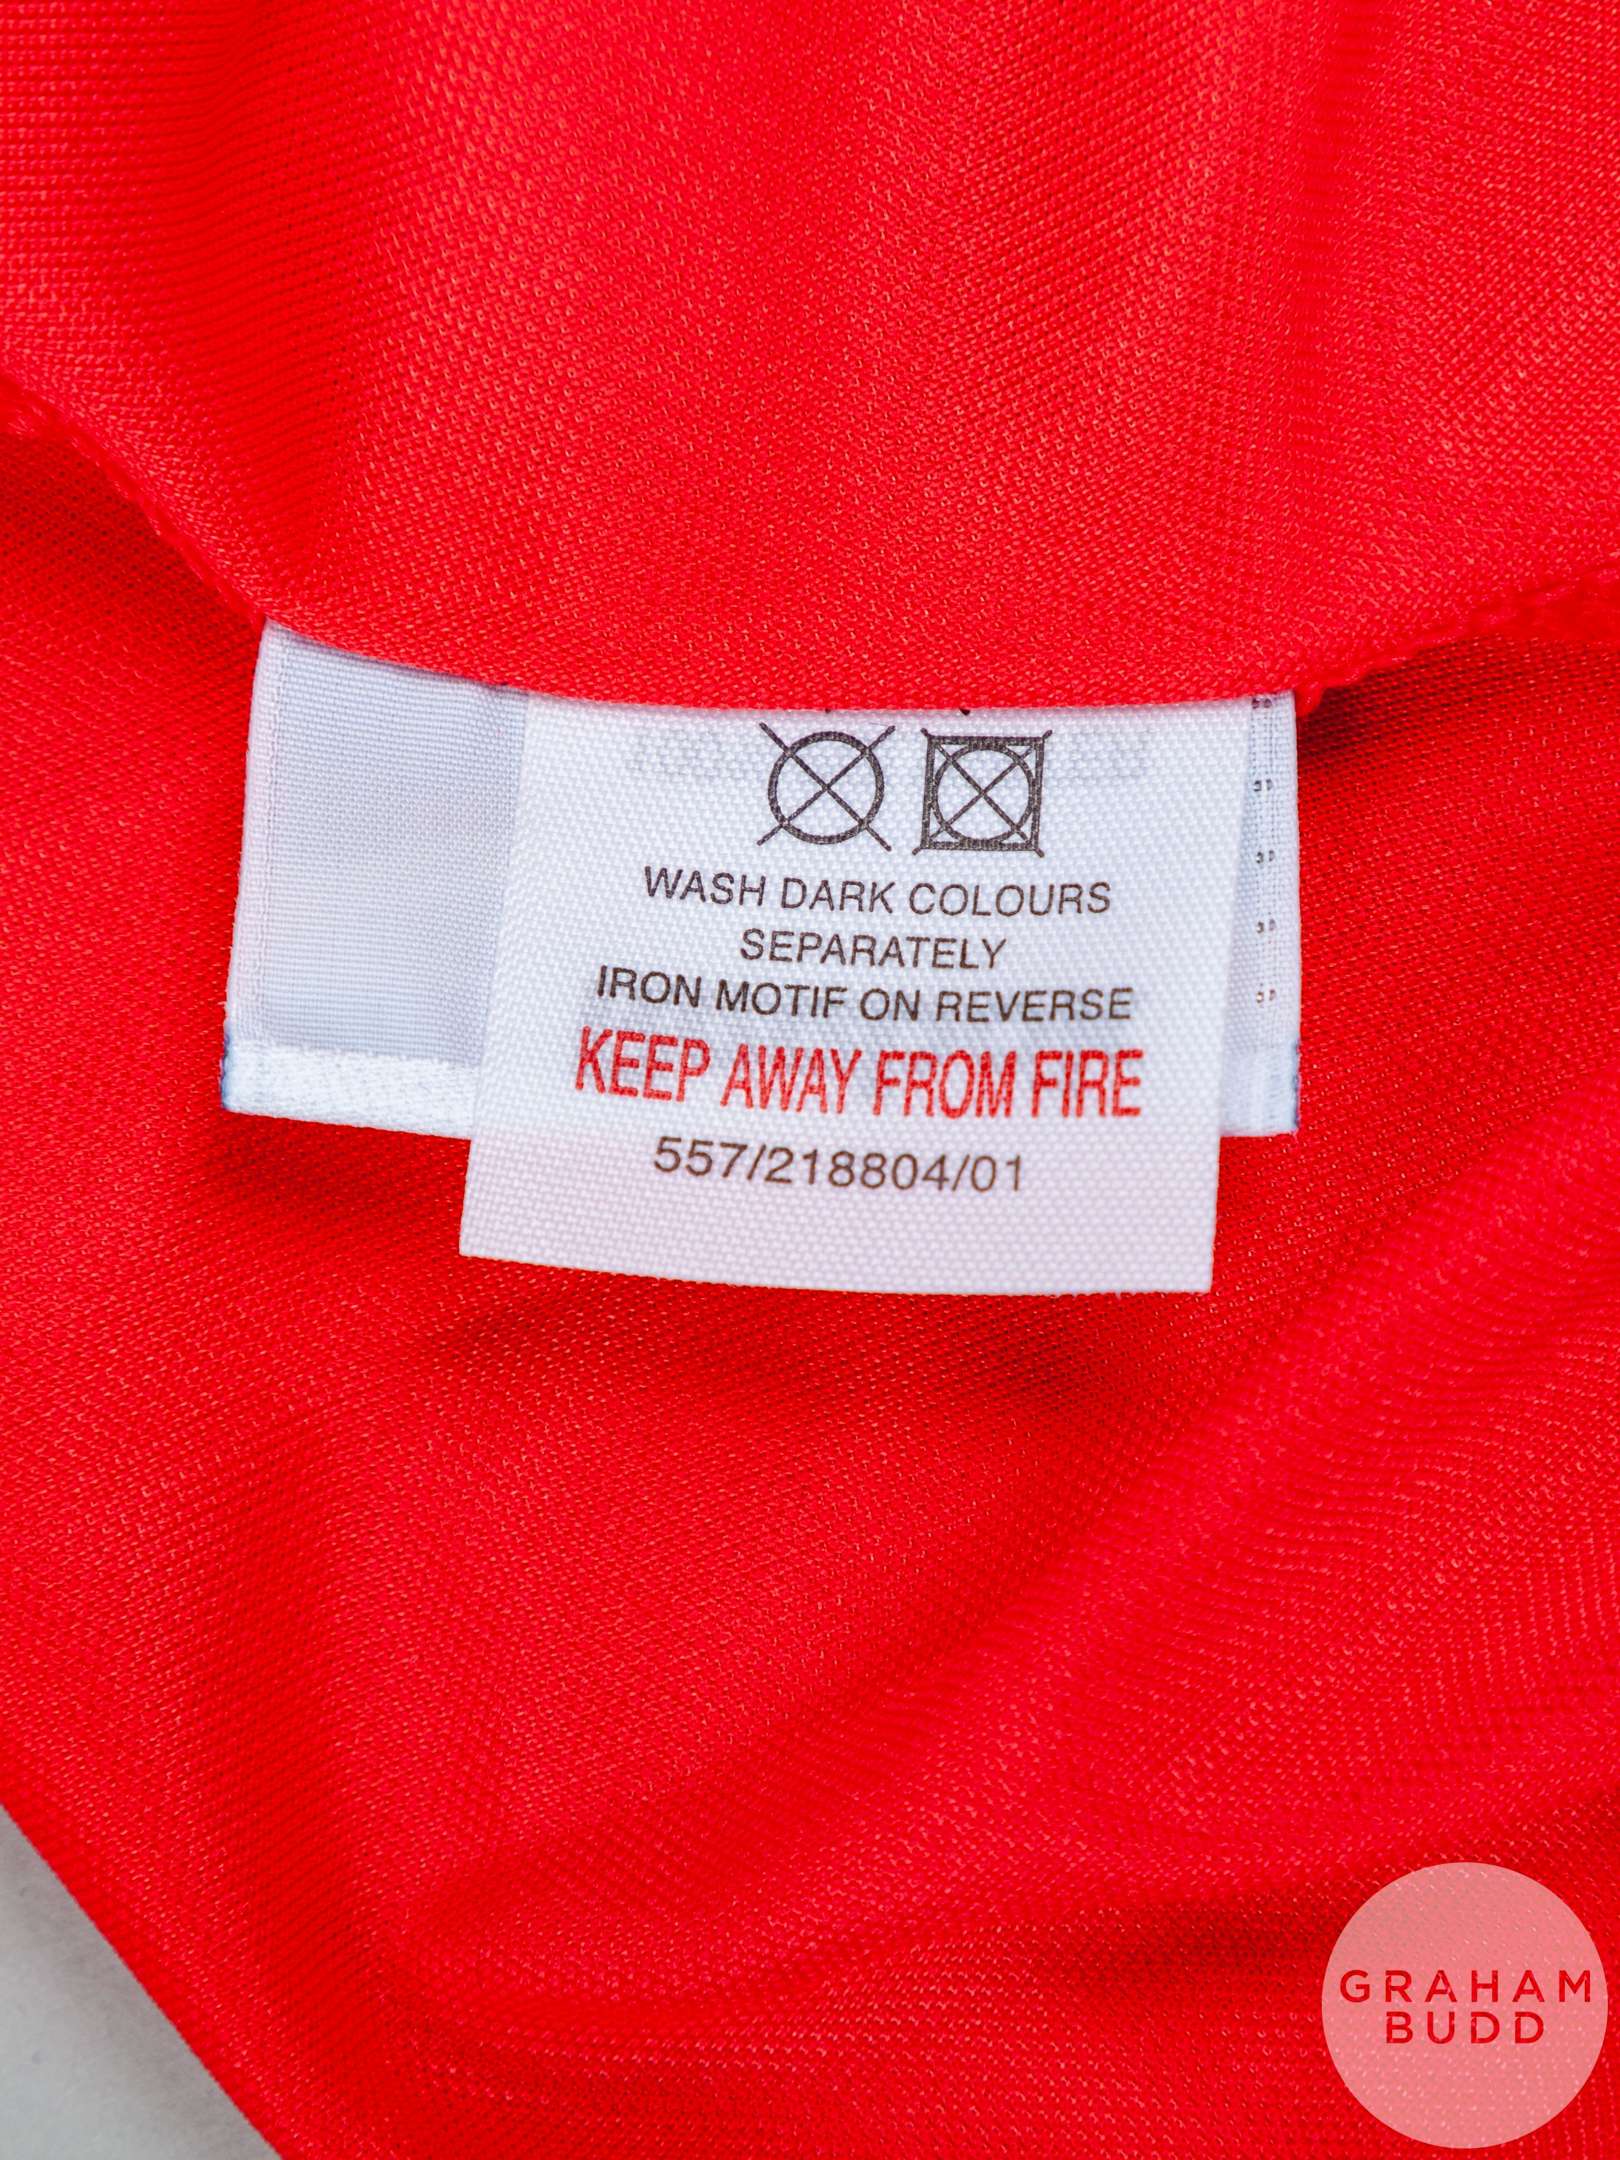 WASH DARK COLOURS
SEPARATELY
IRON MOTIF ON REVERSE
KEEP AWAY FROM FIRE
557/218804/01
GRAHAM
BUDD